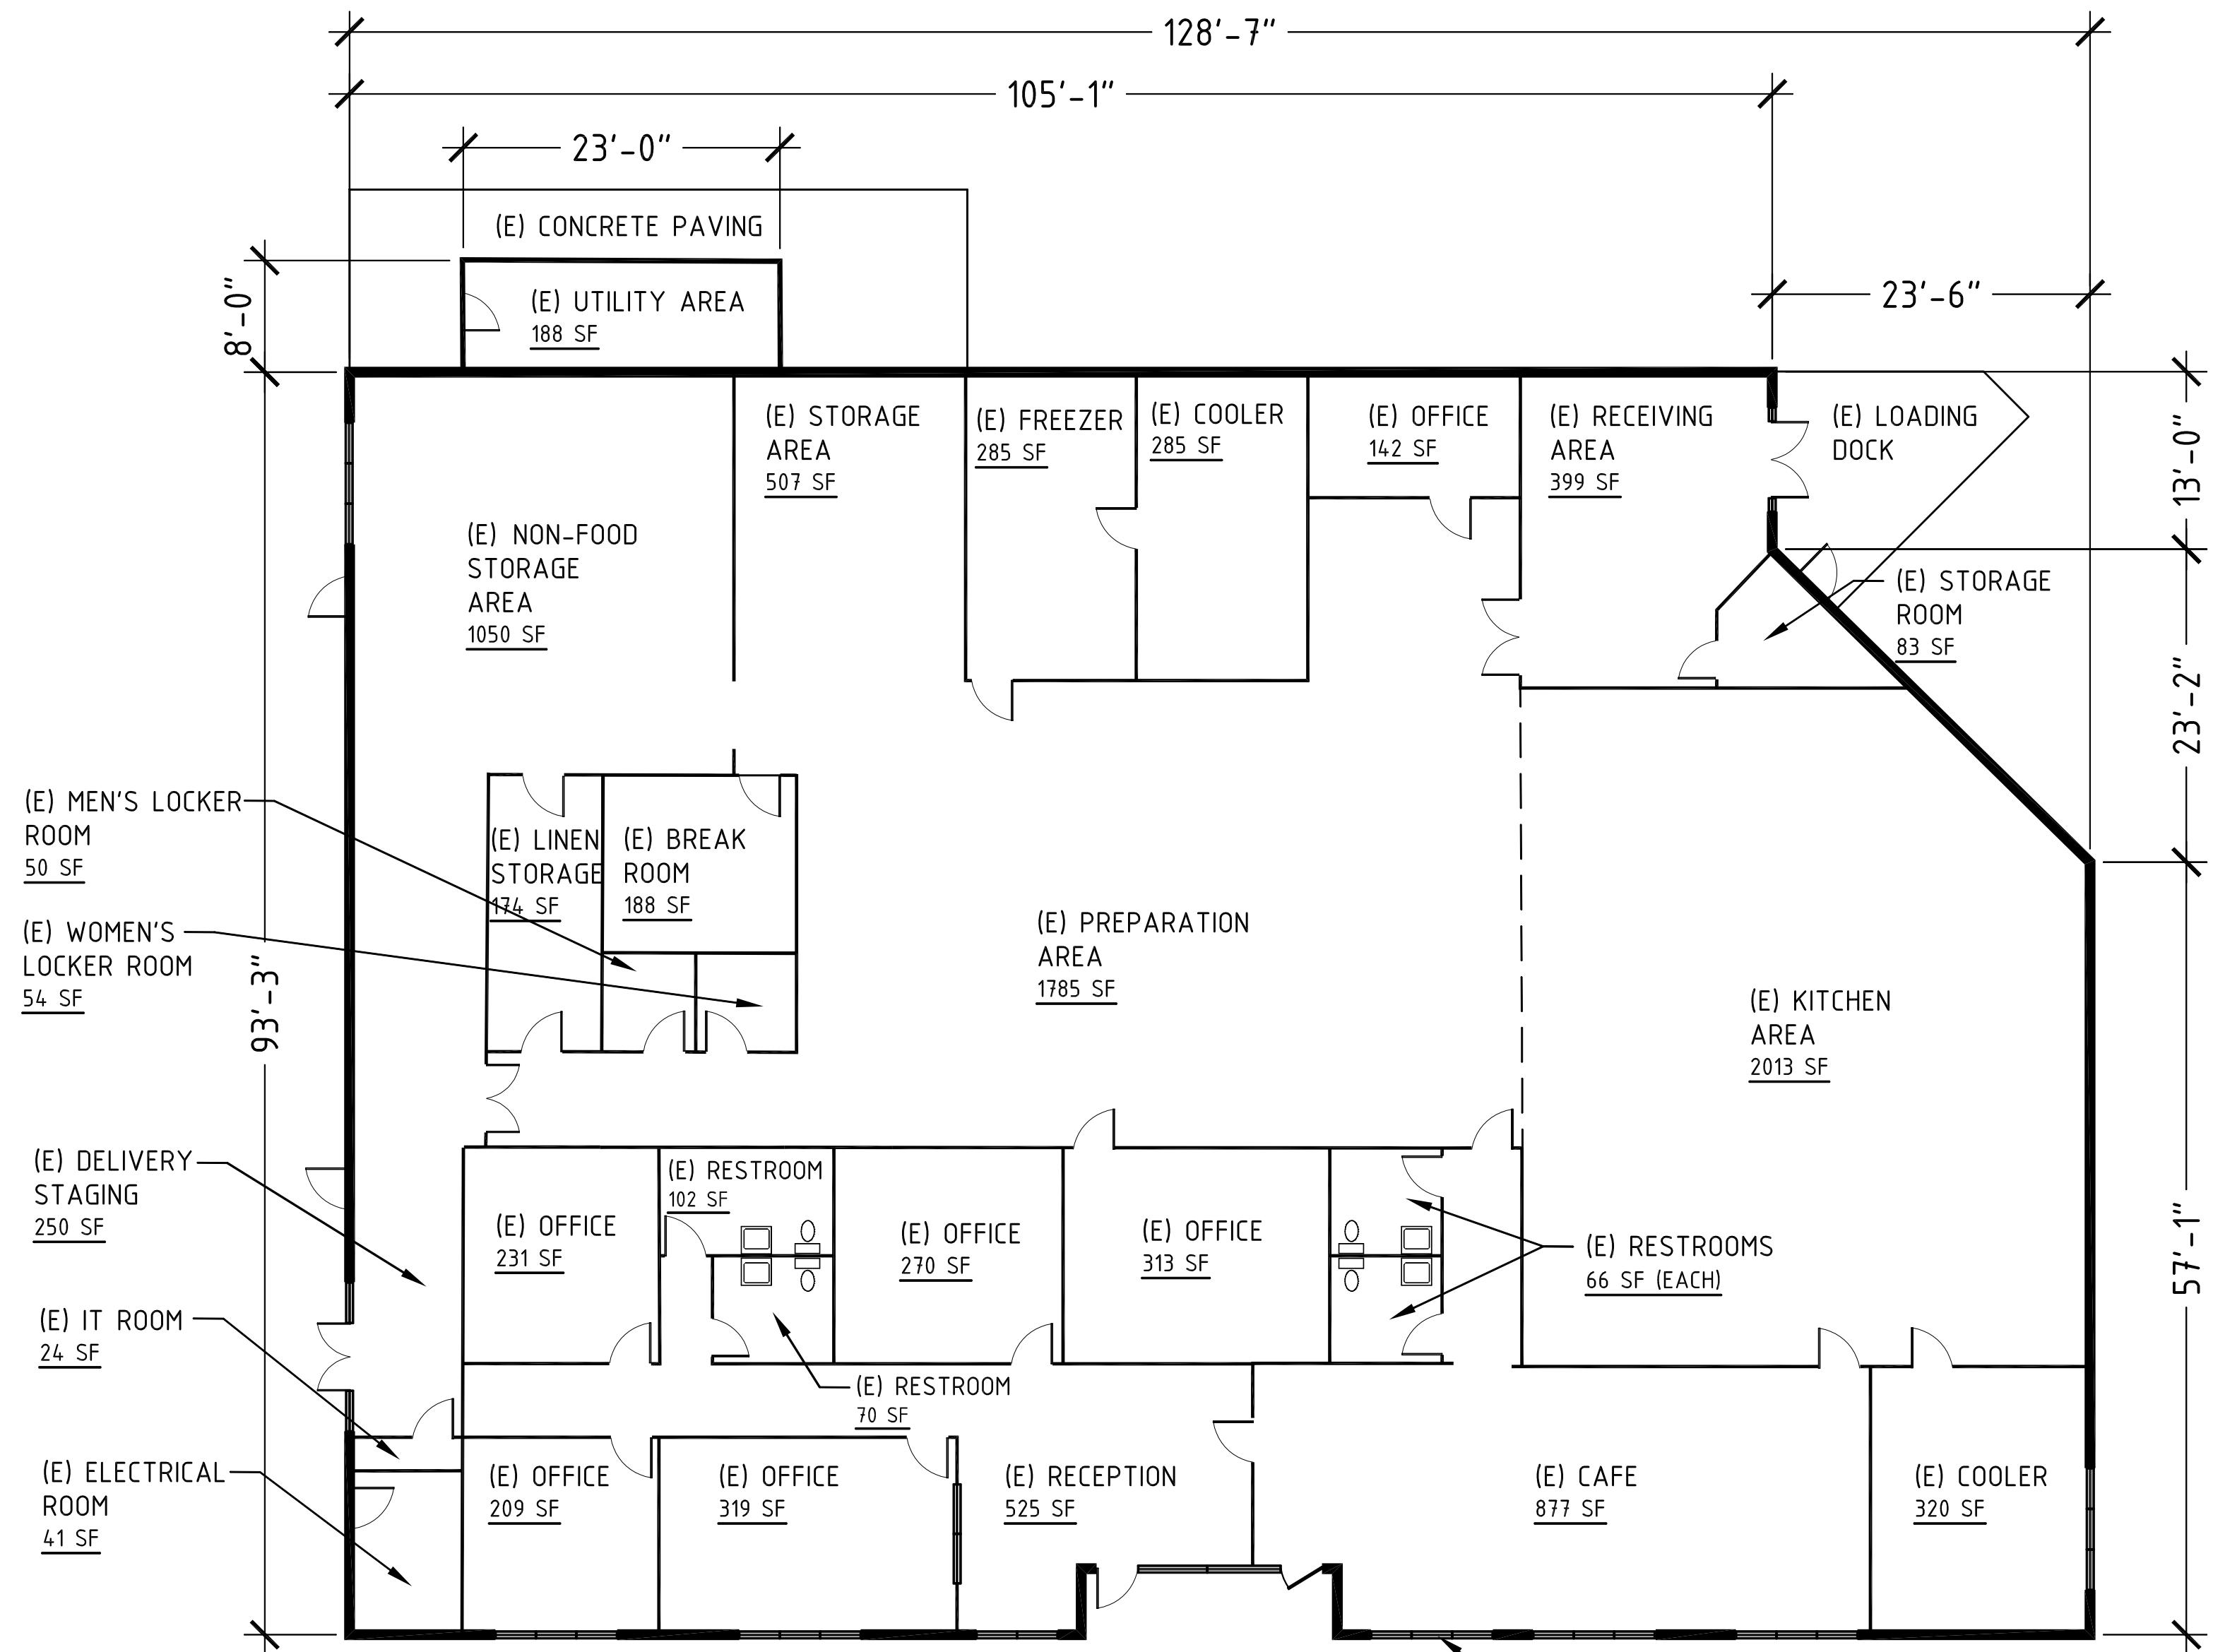 128'-7"
105'-1"
23'-0"
(E) CONCRETE PAVING
8'-0"
(E) UTILITY AREA
188 SF
23'-6"
(E) STORAGE
AREA
507 SF
(E) FREEZER
285 SF
(E) COOLER
285 SF
(E) OFFICE
142 SF
(E) RECEIVING
AREA
399 SF
(E) LOADING
DOCK
13'-0"
(E) NON-FOOD
STORAGE
AREA
1050 SF
(E) STORAGE
ROOM
83 SF
23'-2"
(E) MEN'S LOCKER
ROOM
50 SF
(E) LINEN
STORAGE
174 SF
(E) BREAK
ROOM
188 SF
(E) WOMEN'S
LOCKER ROOM
54 SF
93'-3"
(E) PREPARATION
AREA
1785 SF
(E) KITCHEN
AREA
2013 SF
(E) DELIVERY
STAGING
250 SF
(E) RESTROOM
102 SF
(E) OFFICE
231 SF
(E) OFFICE
270 SF
(E) OFFICE
313 SF
(E) RESTROOMS
66 SF (EACH)
57'-1"
(E) IT ROOM
24 SF
(E) RESTROOM
70 SF
(E) ELECTRICAL
ROOM
41 SF
(E) OFFICE
209 SF
(E) OFFICE
319 SF
(E) RECEPTION
525 SF
(E) CAFE
877 SF
(E) COOLER
320 SF